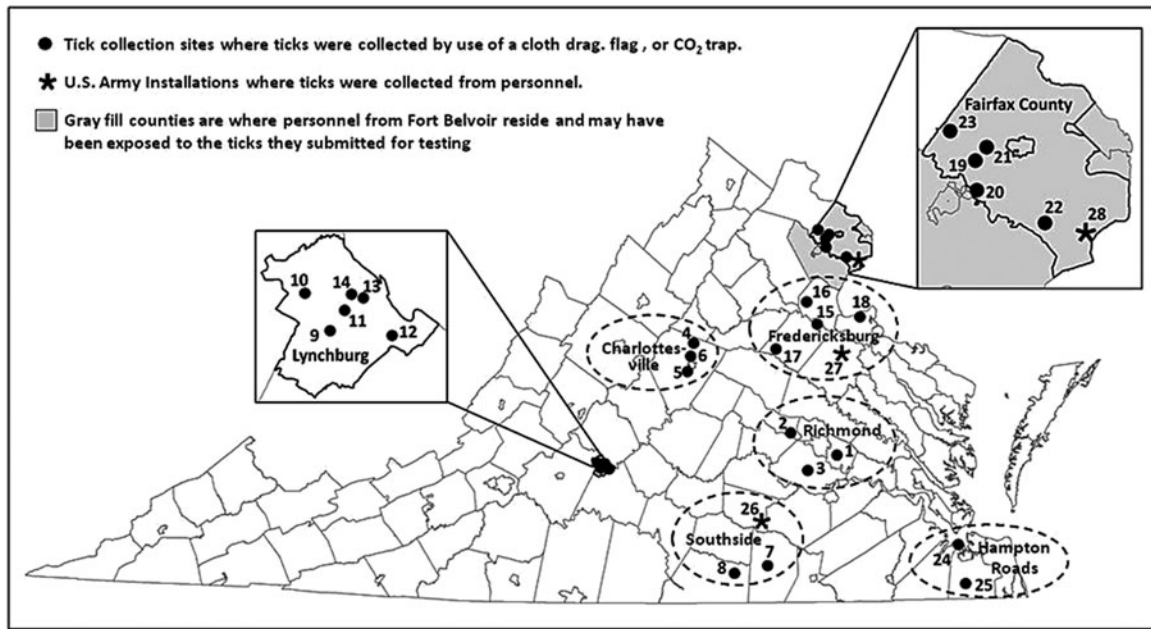 Tick collection sites where ticks were collected by use of a cloth drag. flag , or CO₂ trap.
U.S. Army Installations where ticks were collected from personnel.
Gray fill counties are where personnel from Fort Belvoir reside and may have
been exposed to the ticks they submitted for testing
Fairfax County
23
21
19
20
22
28
10
14
13
11
9
12
Lynchburg
16
15
18
Fredericksburg
17
27
4
Charlottes-
6
ville
5
2
Richmond
1
3
26
Southside
7
8
Hampton
24
Roads
25